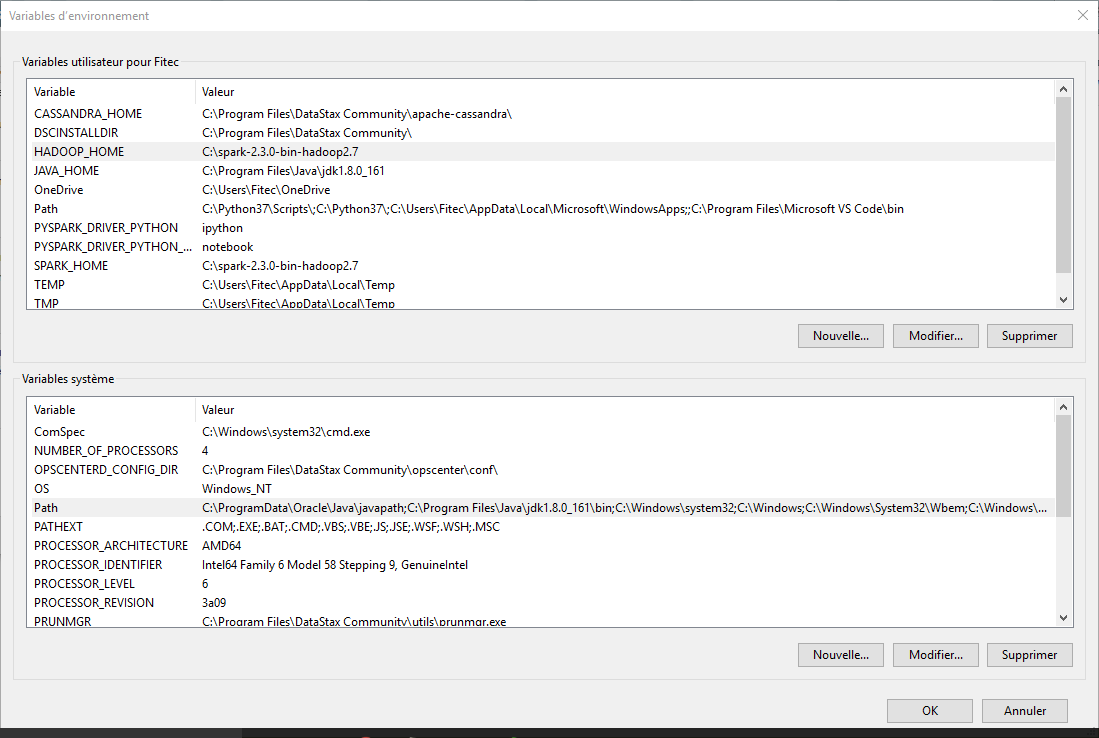 Variables d'environnement
Variables utilisateur pour Fitec
Variable Valeur
CASSANDRA_HOME C:\Program Files\DataStax Community\apache-cassandra\
DSCINSTALLDIR C:\Program Files\DataStax Community\
HADOOP_HOME C:\spark-2.3.0-bin-hadoop2.7
JAVA_HOME C:\Program Files\Java\jdk1.8.0_161
OneDrive C:\Users\Fitec\OneDrive
Path C:\Python37\Scripts\;C:\Python37\;C:\Users\Fitec\AppData\Local\Microsoft\WindowsApps;;C:\Program Files\Microsoft VS Code\bin
PYSPARK_DRIVER_PYTHON ipython
PYSPARK_DRIVER_PYTHON_... notebook
SPARK_HOME C:\spark-2.3.0-bin-hadoop2.7
TEMP C:\Users\Fitec\AppData\Local\Temp
TMP C:\Users\Fitec\AppData\Local\Temp
Nouvelle... Modifier... Supprimer
Variables système
Variable Valeur
ComSpec C:\Windows\system32\cmd.exe
NUMBER_OF_PROCESSORS 4
OPSCENTERD_CONFIG_DIR C:\Program Files\DataStax Community\opscenter\conf\
OS Windows_NT
Path C:\ProgramData\Oracle\Java\javapath;C:\Program Files\Java\jdk1.8.0_161\bin;C:\Windows\system32;C:\Windows;C:\Windows\System32\Wbem;C:\Windows\...
PATHEXT .COM;.EXE;.BAT;.CMD;.VBS;.VBE;.JS;.JSE;.WSF;.WSH;.MSC
PROCESSOR_ARCHITECTURE AMD64
PROCESSOR_IDENTIFIER Intel64 Family 6 Model 58 Stepping 9, GenuineIntel
PROCESSOR_LEVEL 6
PROCESSOR_REVISION 3a09
PRUNMGR C:\Program Files\DataStax Community\utils\prunmgr.exe
Nouvelle... Modifier... Supprimer
OK Annuler